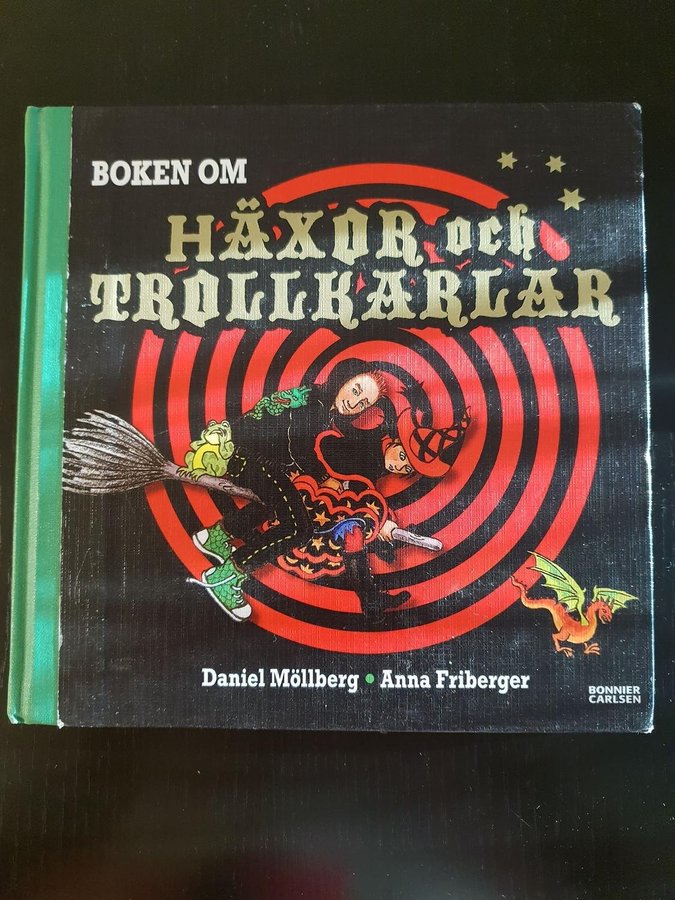 BOKEN OM
HÄXOR och
TROLLKARLAR
Daniel Möllberg • Anna Friberger
BONNIER
CARLSEN